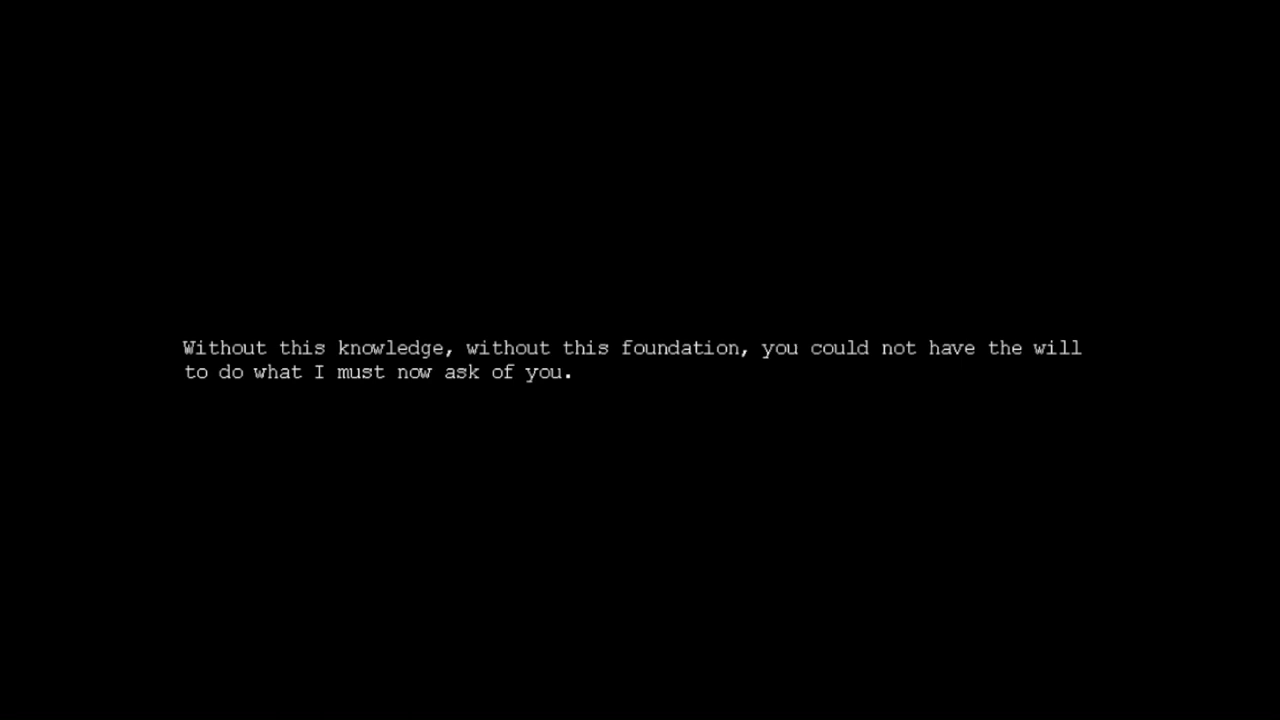 Without this knowledge, without this foundation, you could not have the will
to do what I must now ask of you.